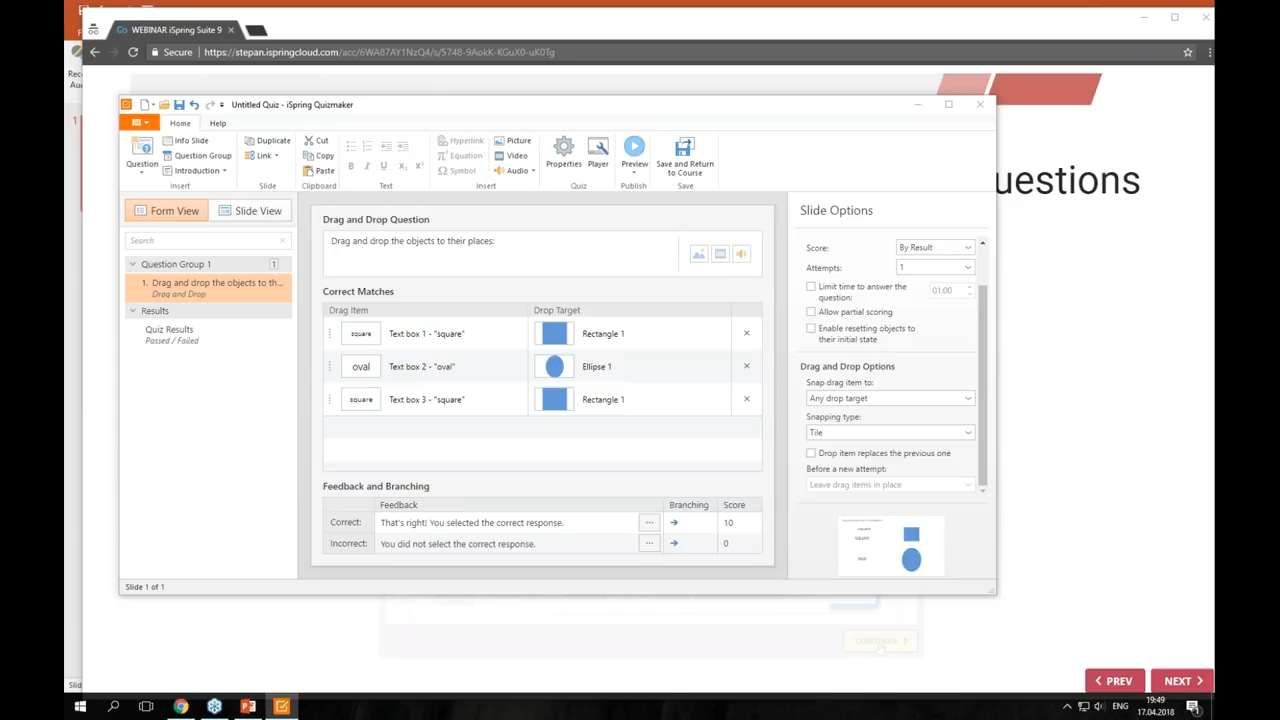 WEBINAR iSpring Suite 9
Secure
https://stepan.ispringcloud.com/acc/6WA87AY1NzQ4/s/5748-9AokK-KGuX0-uK0Tg
Untitled Quiz - iSpring Quizmaker
Home
Help
Question
Info Slide
Question Group
Introduction
Insert
Duplicate
Link
Slide
Cut
Copy
Paste
Clipboard
B I U X₁ X¹
Text
Hyperlink
Equation
Symbol
Picture
Video
Audio
Insert
Properties
Player
Quiz
Preview
Publish
Save and Return
to Course
Save
uestions
Form View
Slide View
Search
Question Group 1
1
1. Drag and drop the objects to th...
Drag and Drop
Results
Quiz Results
Passed / Failed
Drag and Drop Question
Drag and drop the objects to their places:
Correct Matches
Drag Item
Drop Target
square
Text box 1 - "square"
Rectangle 1
oval
Text box 2 - "oval"
Ellipse 1
square
Text box 3 - "square"
Rectangle 1
Feedback and Branching
Feedback
Branching
Score
Correct:
That's right! You selected the correct response.
10
Incorrect:
You did not select the correct response.
0
Slide Options
Score:
By Result
Attempts:
1
Limit time to answer the
question:
01:00
Allow partial scoring
Enable resetting objects to
their initial state
Drag and Drop Options
Snap drag item to:
Any drop target
Snapping type:
Tile
Drop item replaces the previous one
Before a new attempt:
Leave drag items in place
square
square
oval
Slide 1 of 1
CONTINUE
PREV
NEXT
ENG
19:49
17.04.2018